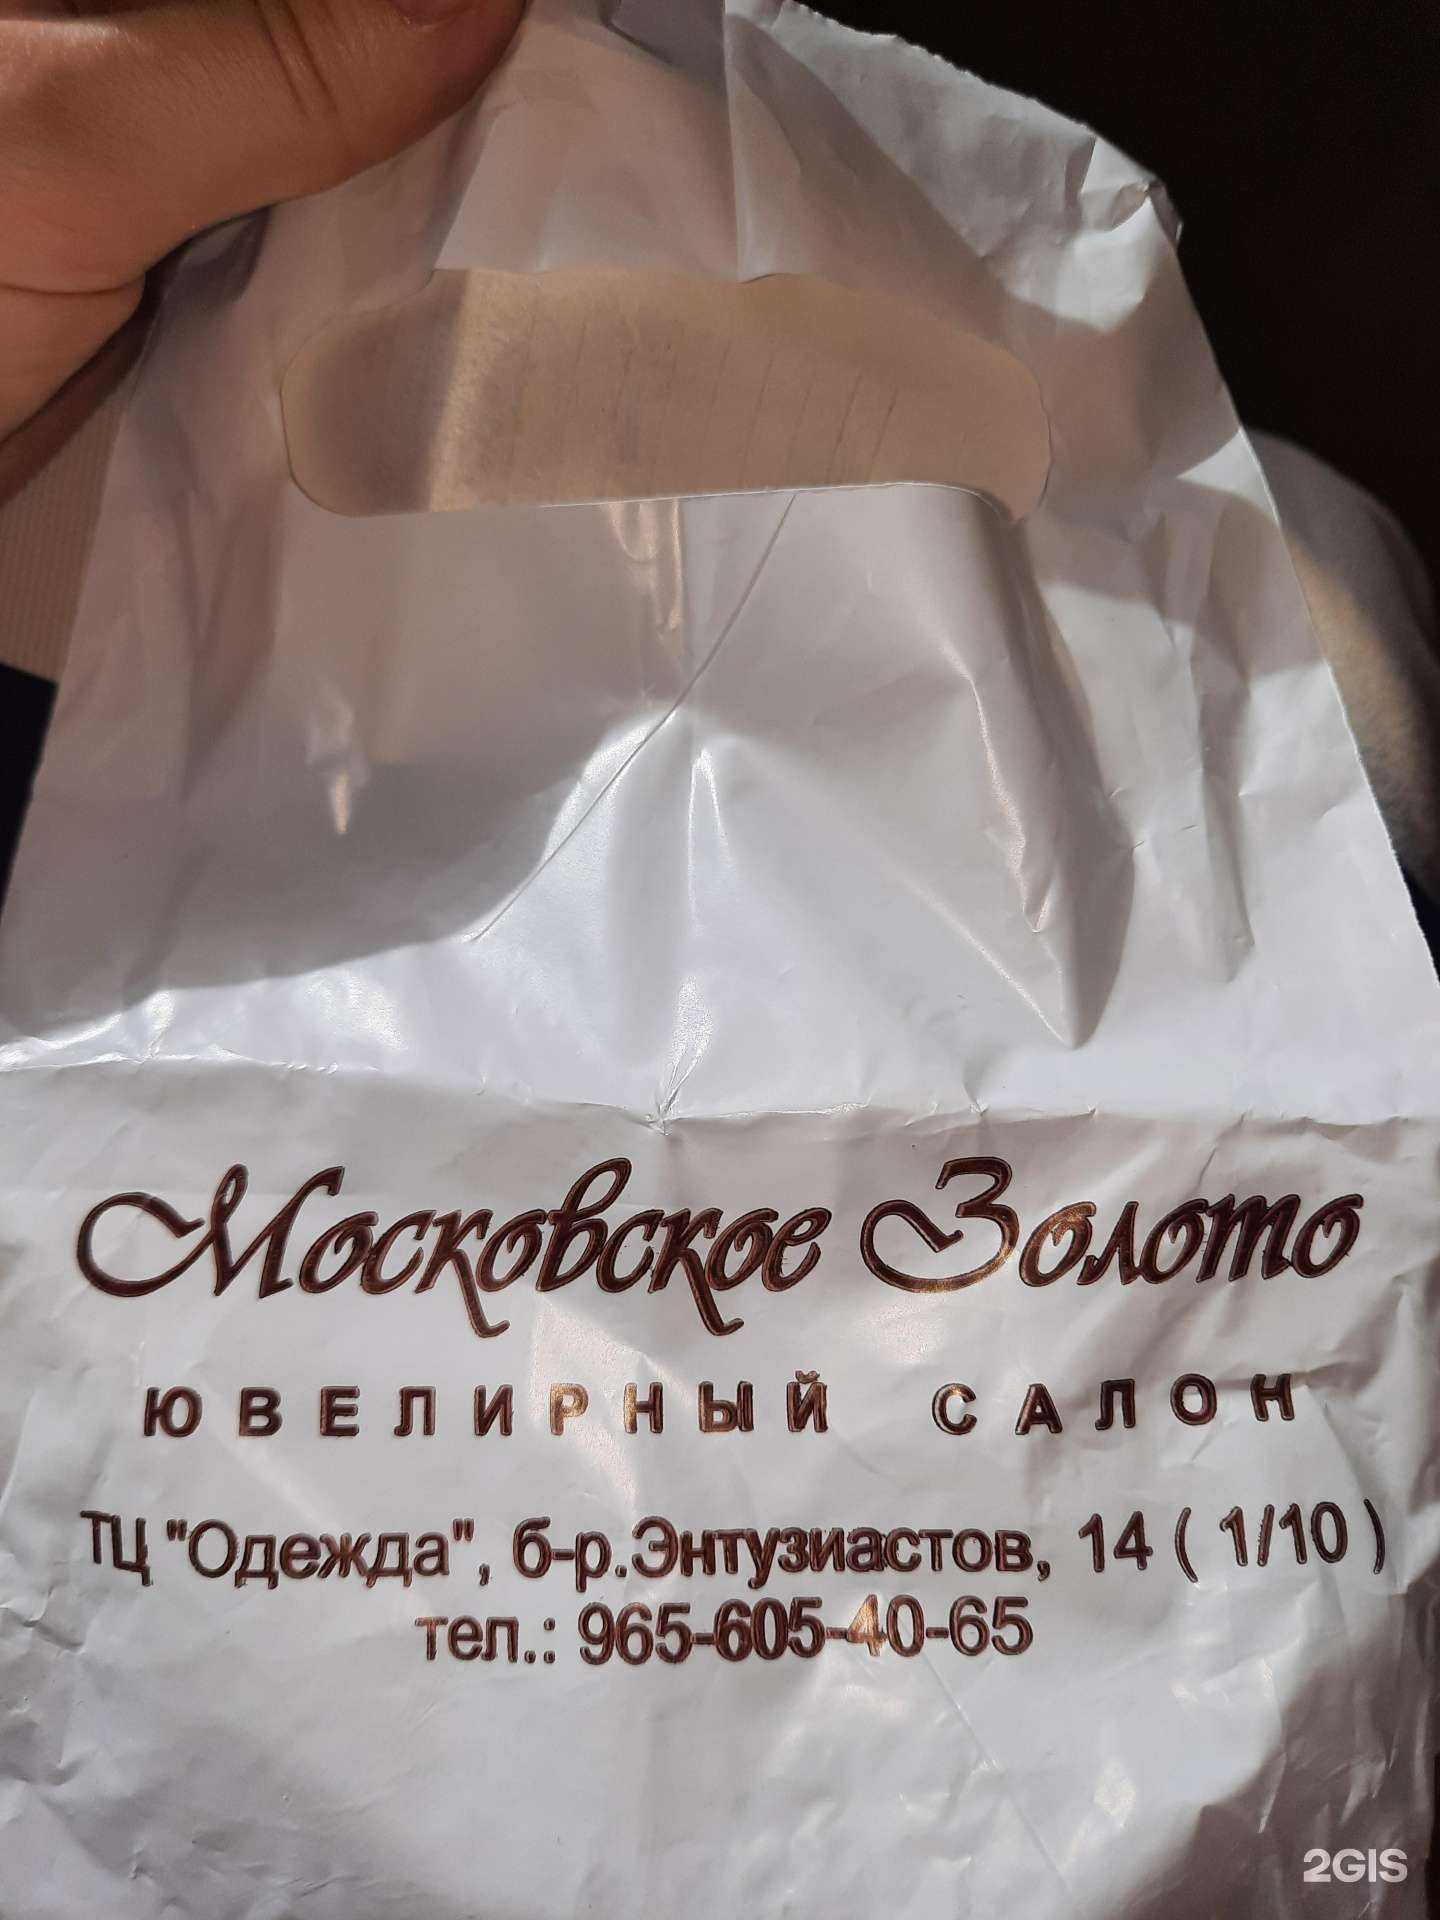 Московское Золото
ЮВЕЛИРНЫЙ САЛОН
ТЦ "Одежда", б-р.Энтузиастов, 14 ( 1/10 )
тел.: 965-605-40-65
2GIS